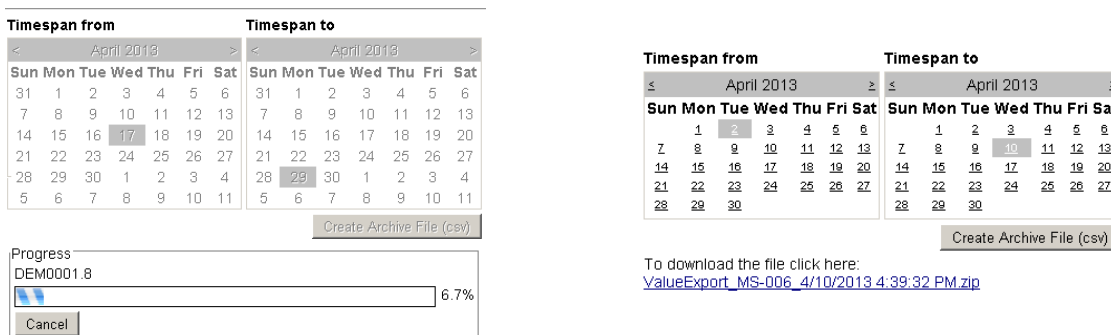 Timespan from
< April 2013 >
Sun Mon Tue Wed Thu Fri Sat
31 1 2 3 4 5 6
7 8 9 10 11 12 13
14 15 16 17 18 19 20
21 22 23 24 25 26 27
28 29 30 1 2 3 4
5 6 7 8 9 10 11
Timespan to
< April 2013 >
Sun Mon Tue Wed Thu Fri Sat
31 1 2 3 4 5 6
7 8 9 10 11 12 13
14 15 16 17 18 19 20
21 22 23 24 25 26 27
28 29 30 1 2 3 4
5 6 7 8 9 10 11
Create Archive File (csv)
Progress
DEM0001.8
6.7%
Cancel
Timespan from
< April 2013 >
Sun Mon Tue Wed Thu Fri Sat
1 2 3 4 5 6
7 8 9 10 11 12 13
14 15 16 17 18 19 20
21 22 23 24 25 26 27
28 29 30
Timespan to
< April 2013
Sun Mon Tue Wed Thu Fri Sa
1 2 3 4 5 6
7 8 9 10 11 12 13
14 15 16 17 18 19 20
21 22 23 24 25 26 27
28 29 30
Create Archive File (csv)
To download the file click here:
ValueExport_MS-006_4/10/2013 4:39:32 PM.zip